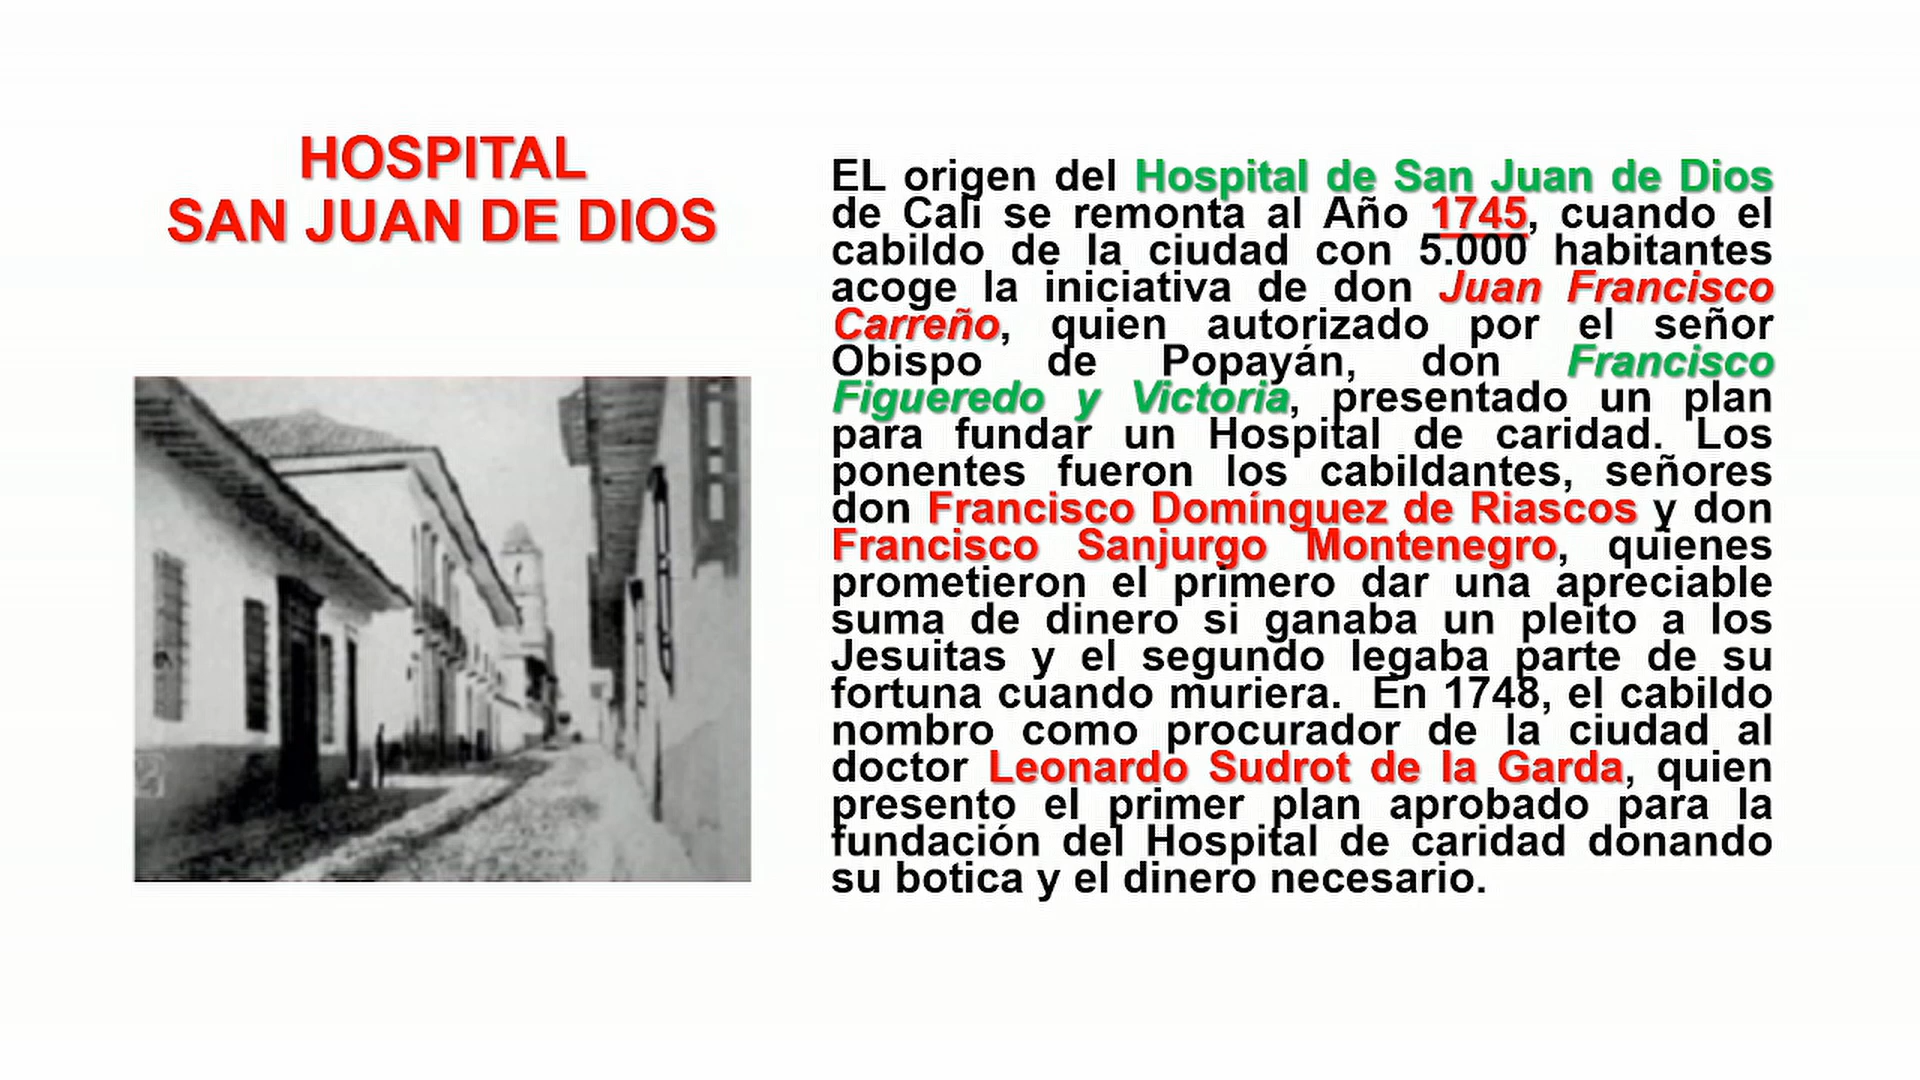 HOSPITAL
SAN JUAN DE DIOS
EL origen del Hospital de San Juan de Dios
de Cali se remonta al Año 1745, cuando el
cabildo de la ciudad con 5.000 habitantes
acoge la iniciativa de don Juan Francisco
Carreño, quien autorizado por el señor
Obispo de Popayán, don Francisco
Figueredo y Victoria, presentado un plan
para fundar un Hospital de caridad. Los
ponentes fueron los cabildantes, señores
don Francisco Domínguez de Riascos y don
Francisco Sanjurgo Montenegro, quienes
prometieron el primero dar una apreciable
suma de dinero si ganaba un pleito a los
Jesuitas y el segundo legaba parte de su
fortuna cuando muriera. En 1748, el cabildo
nombro como procurador de la ciudad al
doctor Leonardo Sudrot de la Garda, quien
presento el primer plan aprobado para la
fundación del Hospital de caridad donando
su botica y el dinero necesario.